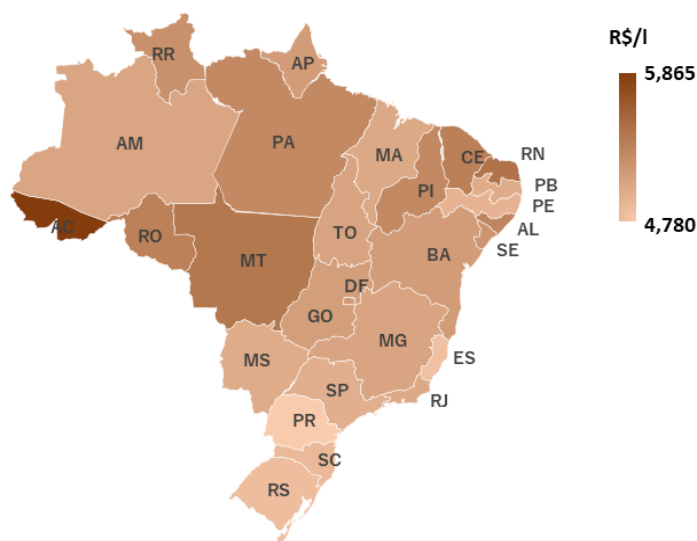 R$/l
5,865
4,780
RR
AP
AM
PA
MA
CE
RN
PI
PB
PE
AL
SE
AC
RO
TO
MT
BA
DF
GO
MG
ES
MS
SP
RJ
PR
SC
RS